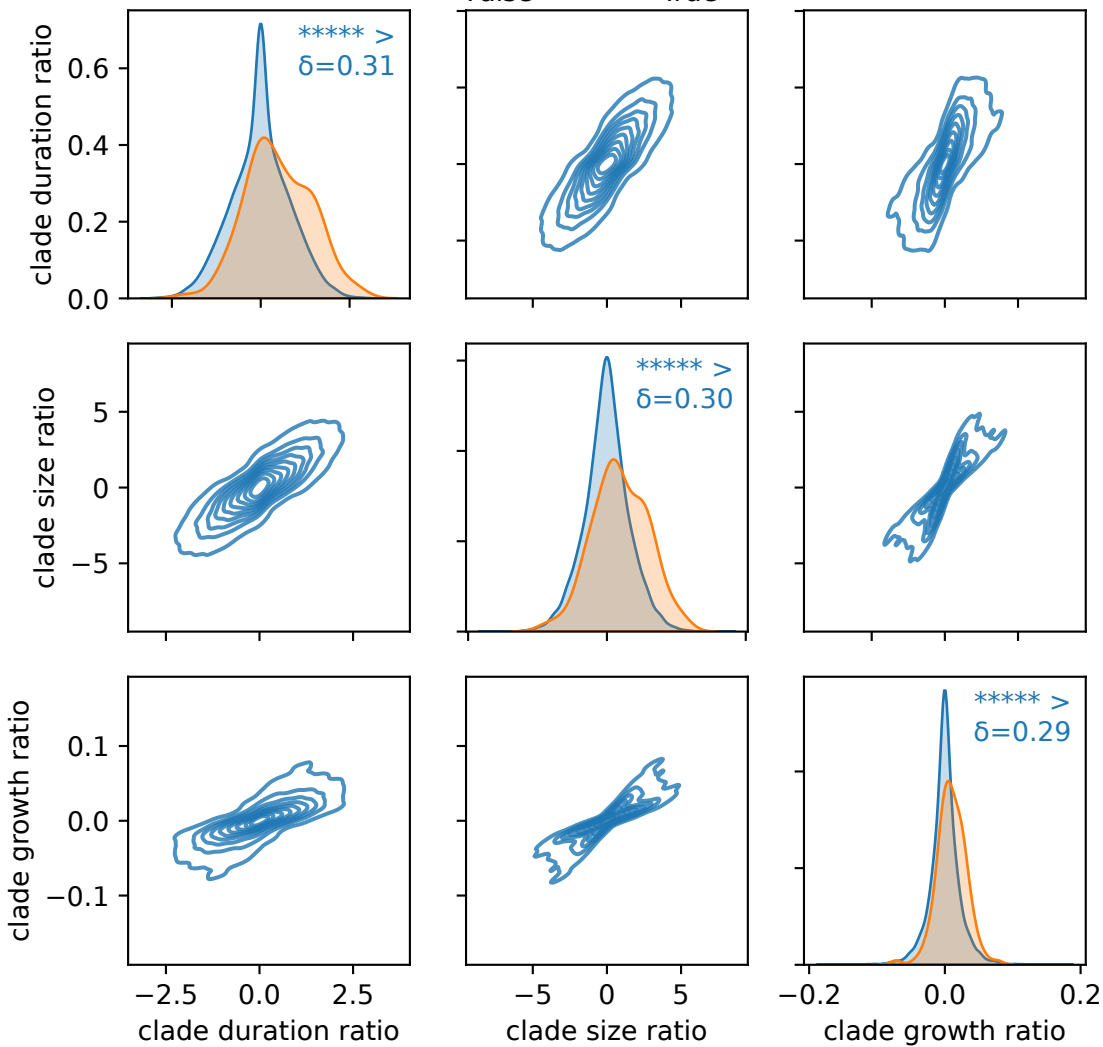 ***** >
δ=0.31
clade duration ratio
0.6
0.4
0.2
0.0
***** >
δ=0.30
clade size ratio
5
0
−5
***** >
δ=0.29
clade growth ratio
0.1
0.0
−0.1
−2.5 0.0 2.5
−5 0 5
−0.2 0.0 0.2
clade duration ratio
clade size ratio
clade growth ratio